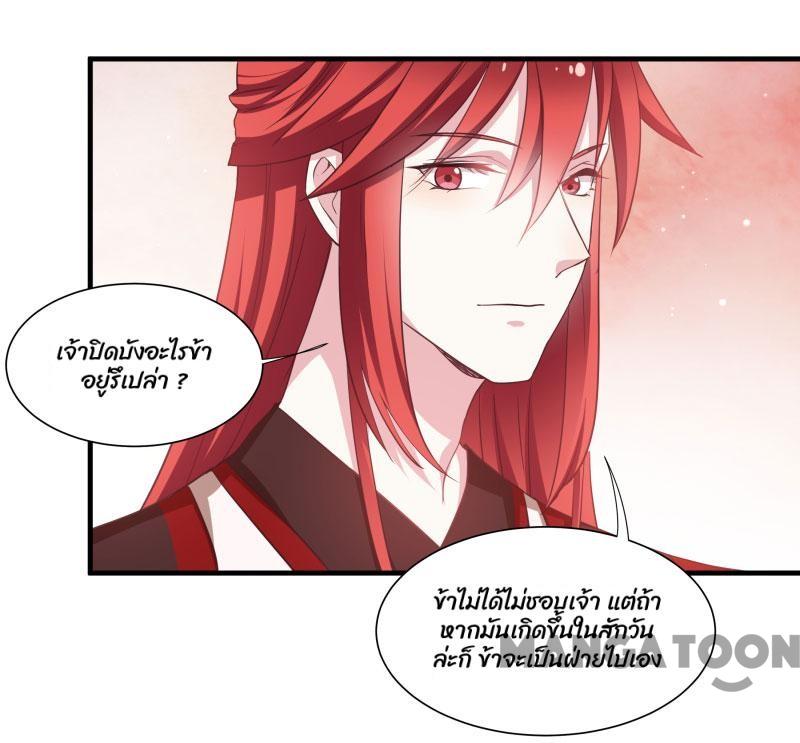 เจ้าปิดบังอะไรข้า
อยู่รึเปล่า ?
ข้าไม่ได้ไม่ชอบเจ้า แต่ถ้า
หากมันเกิดขึ้นในสักวัน
ล่ะก็ ข้าจะเป็นฝ่ายไปเอง
MANGATOON